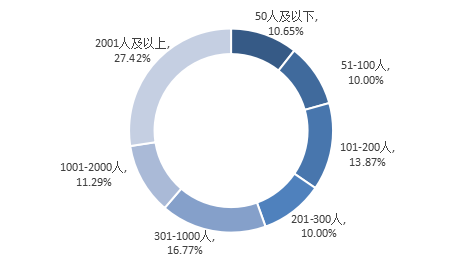 50人及以下,
10.65%
51-100人,
10.00%
101-200人,
13.87%
201-300人,
10.00%
301-1000人,
16.77%
1001-2000人,
11.29%
2001人及以上,
27.42%